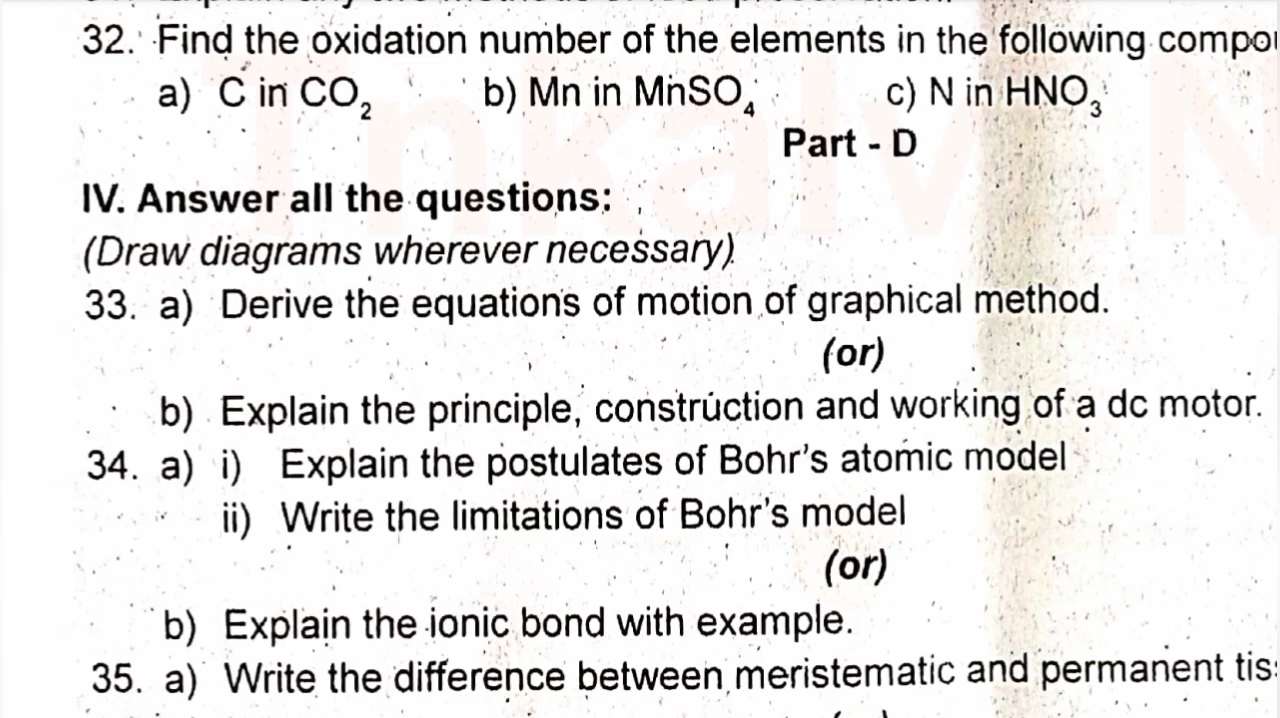 32. Find the oxidation number of the elements in the following
a) C in CO₂ b) Mn in MnSO₄ c) N in HNO₃
Part - D
IV. Answer all the questions:
(Draw diagrams wherever necessary)
33. a) Derive the equations of motion of graphical method.
(or)
b) Explain the principle, construction and working of a dc motor.
34. a) i) Explain the postulates of Bohr's atomic model
ii) Write the limitations of Bohr's model
(or)
b) Explain the ionic bond with example.
35. a) Write the difference between meristematic and permanent